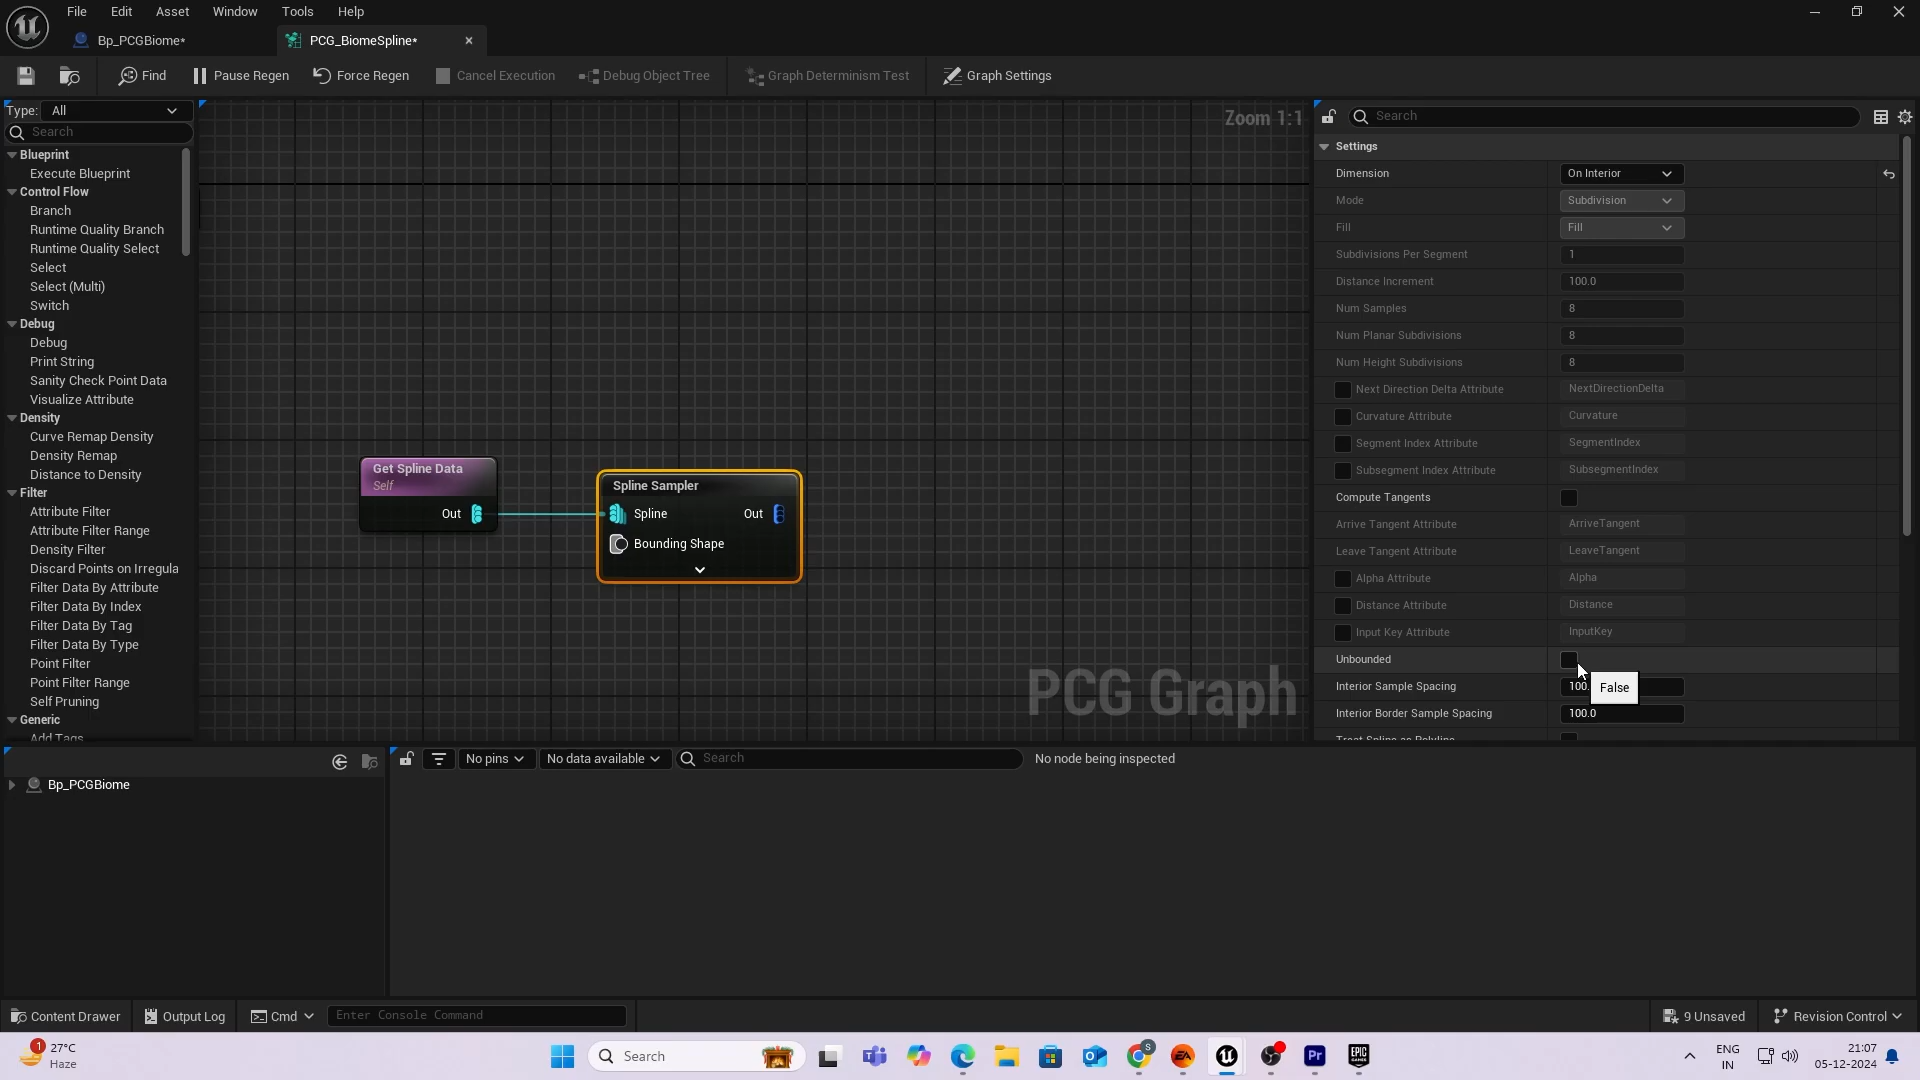 File Edit Asset Window Tools Help
Bp_PCGBiome* PCG_BiomeSpline*
Find Pause Regen Force Regen Cancel Execution Debug Object Tree Graph Determinism Test Graph Settings
Type: All
Search
Blueprint
Execute Blueprint
Control Flow
Branch
Runtime Quality Branch
Runtime Quality Select
Select
Select (Multi)
Switch
Debug
Debug
Print String
Sanity Check Point Data
Visualize Attribute
Density
Curve Remap Density
Density Remap
Distance to Density
Filter
Attribute Filter
Attribute Filter Range
Density Filter
Discard Points on Irregula
Filter Data By Attribute
Filter Data By Index
Filter Data By Tag
Filter Data By Type
Point Filter
Point Filter Range
Self Pruning
Generic
Add Tags
Zoom 1:1
Get Spline Data
Self
Out
Spline Sampler
Spline Out
Bounding Shape
PCG Graph
Search
Settings
Dimension On Interior
Mode Subdivision
Fill Fill
Subdivisions Per Segment 1
Distance Increment 100.0
Num Samples 8
Num Planar Subdivisions 8
Num Height Subdivisions 8
Next Direction Delta Attribute NextDirectionDelta
Curvature Attribute Curvature
Segment Index Attribute SegmentIndex
Subsegment Index Attribute SubsegmentIndex
Compute Tangents
Arrive Tangent Attribute ArriveTangent
Leave Tangent Attribute LeaveTangent
Alpha Attribute Alpha
Distance Attribute Distance
Input Key Attribute InputKey
Unbounded
Interior Sample Spacing 100. False
Interior Border Sample Spacing 100.0
Treat Spline as Polyline
Bp_PCGBiome
No pins No data available Search No node being inspected
Content Drawer Output Log Cmd Enter Console Command 9 Unsaved Revision Control
1 27°C
Haze
Search
S
Pr
EPIC
GAMES
ENG
IN
21:07
05-12-2024